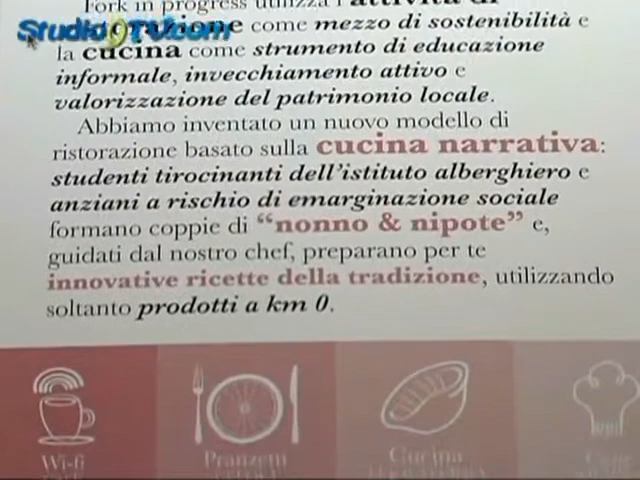 Fork in progress utilizza l'attività di
Studio9TV.com
ristorazione come mezzo di sostenibilità e
la cucina come strumento di educazione
informale, invecchiamento attivo e
valorizzazione del patrimonio locale.
Abbiamo inventato un nuovo modello di
ristorazione basato sulla cucina narrativa:
studenti tirocinanti dell'istituto alberghiero e
anziani a rischio di emarginazione sociale
formano coppie di “nonno & nipote” e,
guidati dal nostro chef, preparano per te
innovative ricette della tradizione, utilizzando
soltanto prodotti a km 0.
Wi-fi
Pranzetti
Cucina